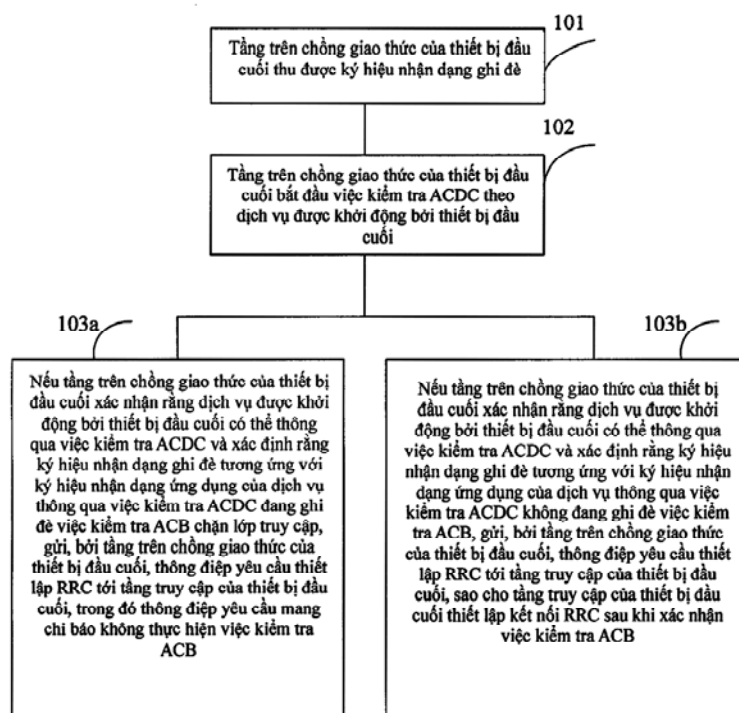 101
Tầng trên chồng giao thức của thiết bị đầu
cuối thu được ký hiệu nhận dạng ghi đè
102
Tầng trên chồng giao thức của thiết bị đầu
cuối bắt đầu việc kiểm tra ACDC theo
dịch vụ được khởi động bởi thiết bị đầu
cuối
103a
Nếu tầng trên chồng giao thức của thiết bị
đầu cuối xác nhận rằng dịch vụ được khởi
động bởi thiết bị đầu cuối có thể thông
qua việc kiểm tra ACDC và xác định rằng
ký hiệu nhận dạng ghi đè tương ứng với
ký hiệu nhận dạng ứng dụng của dịch vụ
thông qua việc kiểm tra ACDC đang ghi
đè việc kiểm tra ACB chặn lớp truy cập,
gửi, bởi tầng trên chồng giao thức của
thiết bị đầu cuối, thông điệp yêu cầu thiết
lập RRC tới tầng truy cập của thiết bị đầu
cuối, trong đó thông điệp yêu cầu mang
chỉ báo không thực hiện việc kiểm tra
ACB
103b
Nếu tầng trên chồng giao thức của thiết bị
đầu cuối xác nhận rằng dịch vụ được khởi
động bởi thiết bị đầu cuối có thể thông qua
việc kiểm tra ACDC và xác định rằng ký hiệu
nhận dạng ghi đè tương ứng với ký hiệu nhận
dạng ứng dụng của dịch vụ thông qua việc
kiểm tra ACDC không đang ghi đè việc kiểm
tra ACB, gửi, bởi tầng trên chồng giao thức
của thiết bị đầu cuối, thông điệp yêu cầu thiết
lập RRC tới tầng truy cập của thiết bị đầu
cuối, sao cho tầng truy cập của thiết bị đầu
cuối thiết lập kết nối RRC sau khi xác nhận
việc kiểm tra ACB